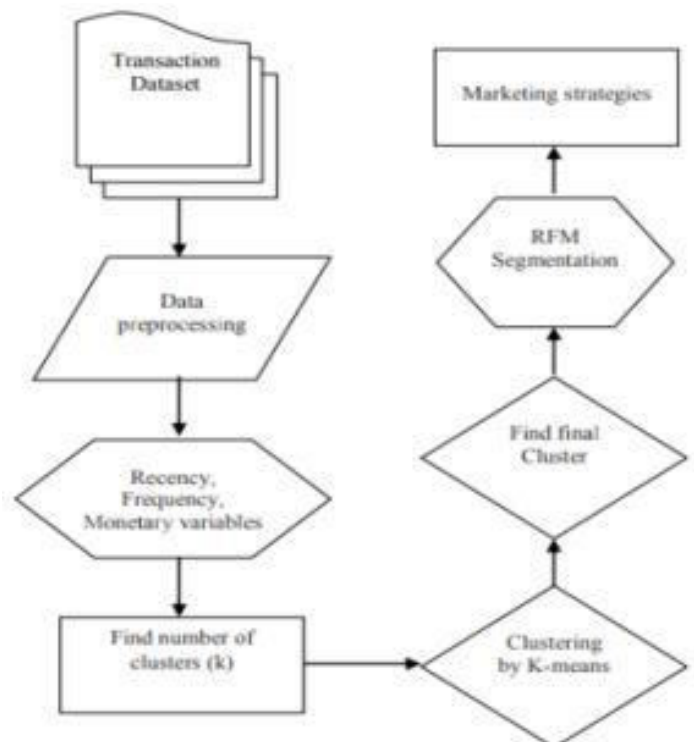 Transaction
Dataset
Data
preprocessing
Recency,
Frequency,
Monetary variables
Find number of
clusters (k)
Clustering
by K-means
Find final
Cluster
RFM
Segmentation
Marketing strategies